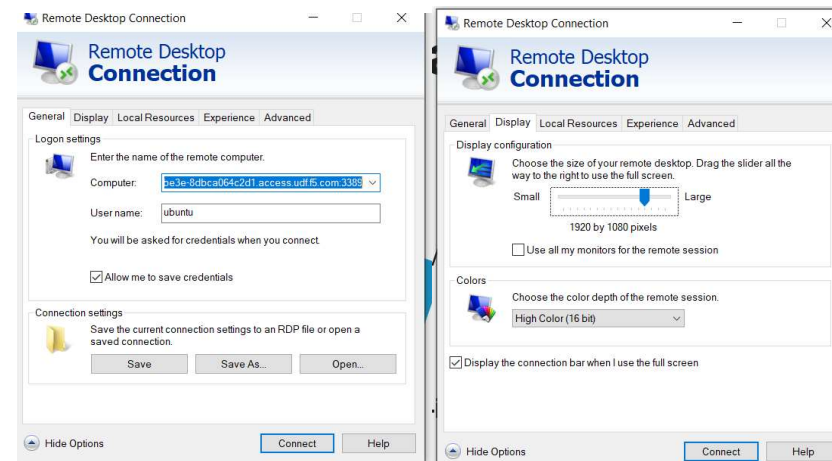 Remote Desktop Connection
Remote Desktop
Connection
General Display Local Resources Experience Advanced
Logon settings
Enter the name of the remote computer.
Computer: be3e-8dbca064c2d1.access.udf.f5.com:3389
User name: ubuntu
You will be asked for credentials when you connect.
Allow me to save credentials
Connection settings
Save the current connection settings to an RDP file or open a
saved connection.
Save Save As... Open...
Hide Options Connect Help
Remote Desktop Connection
Remote Desktop
Connection
General Display Local Resources Experience Advanced
Display configuration
Choose the size of your remote desktop. Drag the slider all the
way to the right to use the full screen.
Small Large
1920 by 1080 pixels
Use all my monitors for the remote session
Colors
Choose the color depth of the remote session.
High Color (16 bit)
Display the connection bar when I use the full screen
Hide Options Connect Help